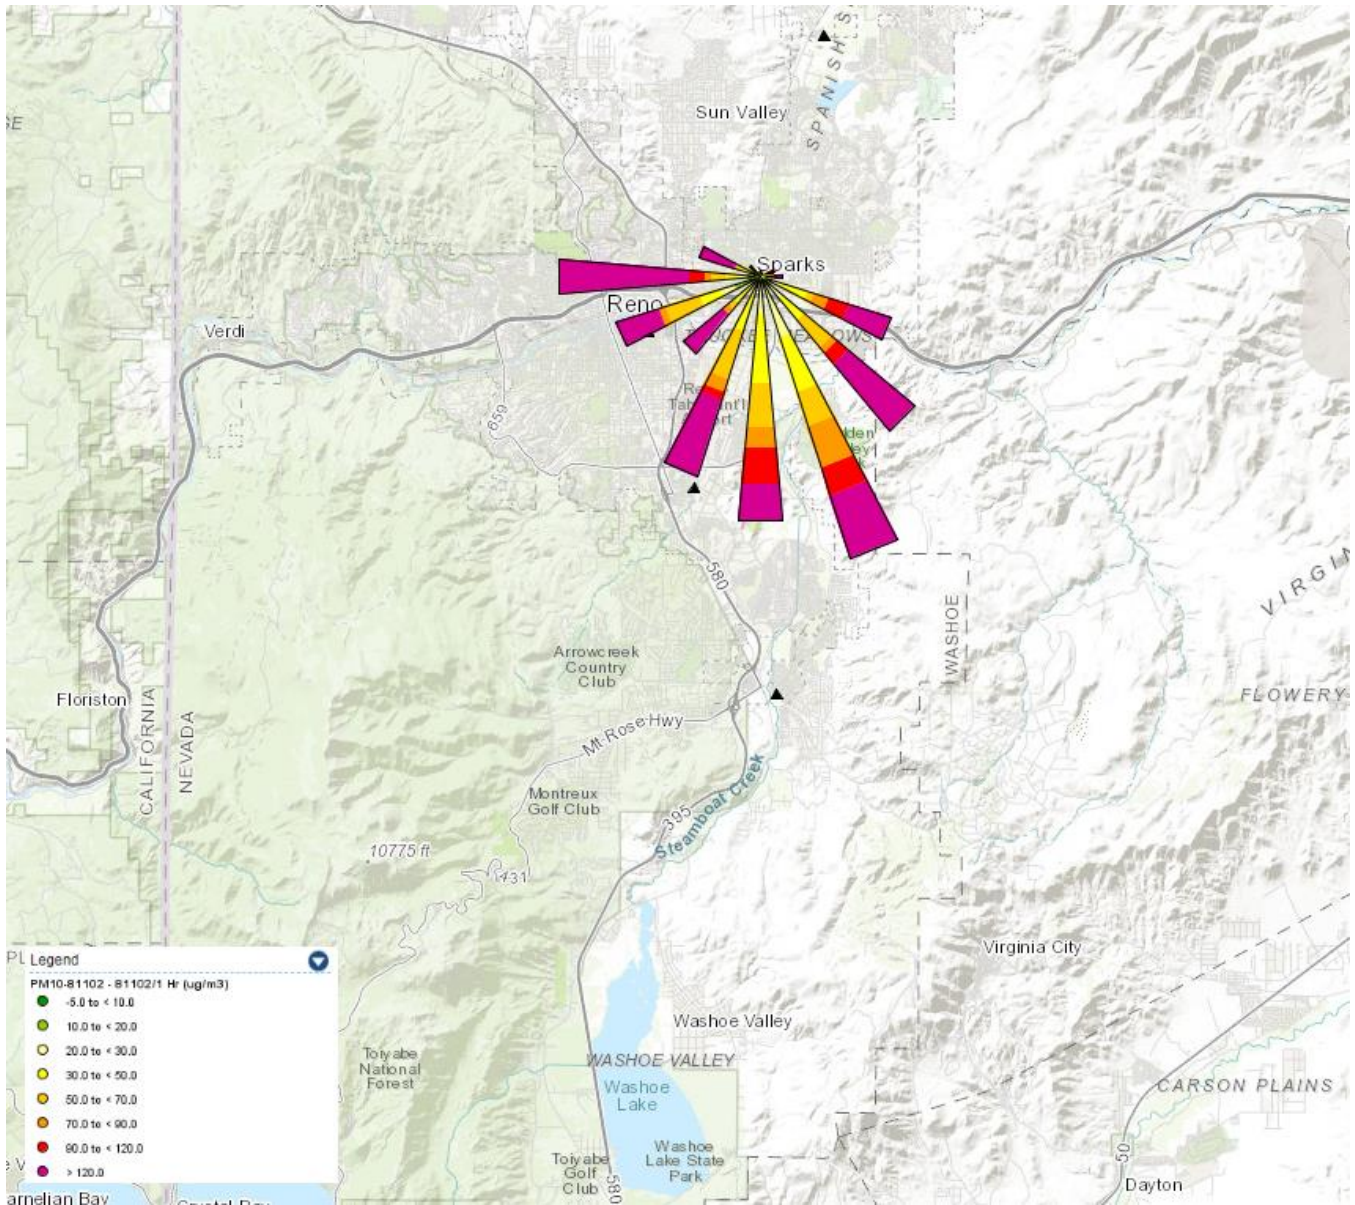 SPANISH S
Sun Valley
Sparks
Reno
Verdi
659
580
Arrowcreek
Country
Club
WASHOE
VIRGIN
Floriston
CALIFORNIA
NEVADA
FLOWERY
Mt Rose Hwy
Montreux
Golf Club
395
Steamboat Creek
10775 ft
431
Virginia City
Legend
PM10-81102 - 81102/1 Hr (ug/m3)
-5.0 to < 10.0
10.0 to < 20.0
20.0 to < 30.0
30.0 to < 50.0
50.0 to < 70.0
70.0 to < 90.0
90.0 to < 120.0
> 120.0
Washoe Valley
Toiyabe
National
Forest
WASHOE VALLEY
Washoe
Lake
CARSON PLAINS
Washoe
Lake State
Park
Toiyabe
Golf
Club
580
50
Dayton